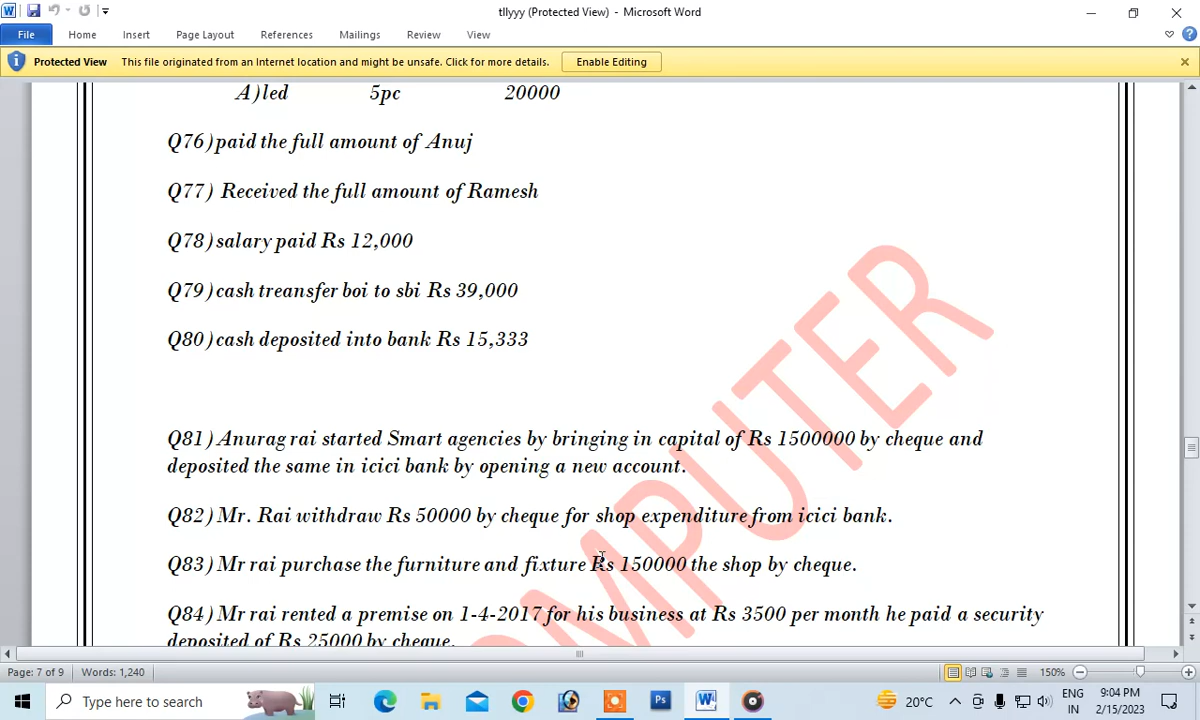 tllyyy (Protected View) - Microsoft Word
File Home Insert Page Layout References Mailings Review View
Protected View This file originated from an Internet location and might be unsafe. Click for more details. Enable Editing
A)led 5pc 20000
Q76)paid the full amount of Anuj
Q77) Received the full amount of Ramesh
Q78)salary paid Rs 12,000
Q79)cash treansfer boi to sbi Rs 39,000
Q80)cash deposited into bank Rs 15,333
Q81) Anurag rai started Smart agencies by bringing in capital of Rs 1500000 by cheque and
deposited the same in icici bank by opening a new account.
Q82) Mr. Rai withdraw Rs 50000 by cheque for shop expenditure from icici bank.
Q83) Mr rai purchase the furniture and fixture Rs 150000 the shop by cheque.
Q84) Mr rai rented a premise on 1-4-2017 for his business at Rs 3500 per month he paid a security
deposited of Rs 25000 by cheque.
COMPUTER
Page: 7 of 9 Words: 1,240 150%
Type here to search 20°C ENG 9:04 PM
IN 2/15/2023